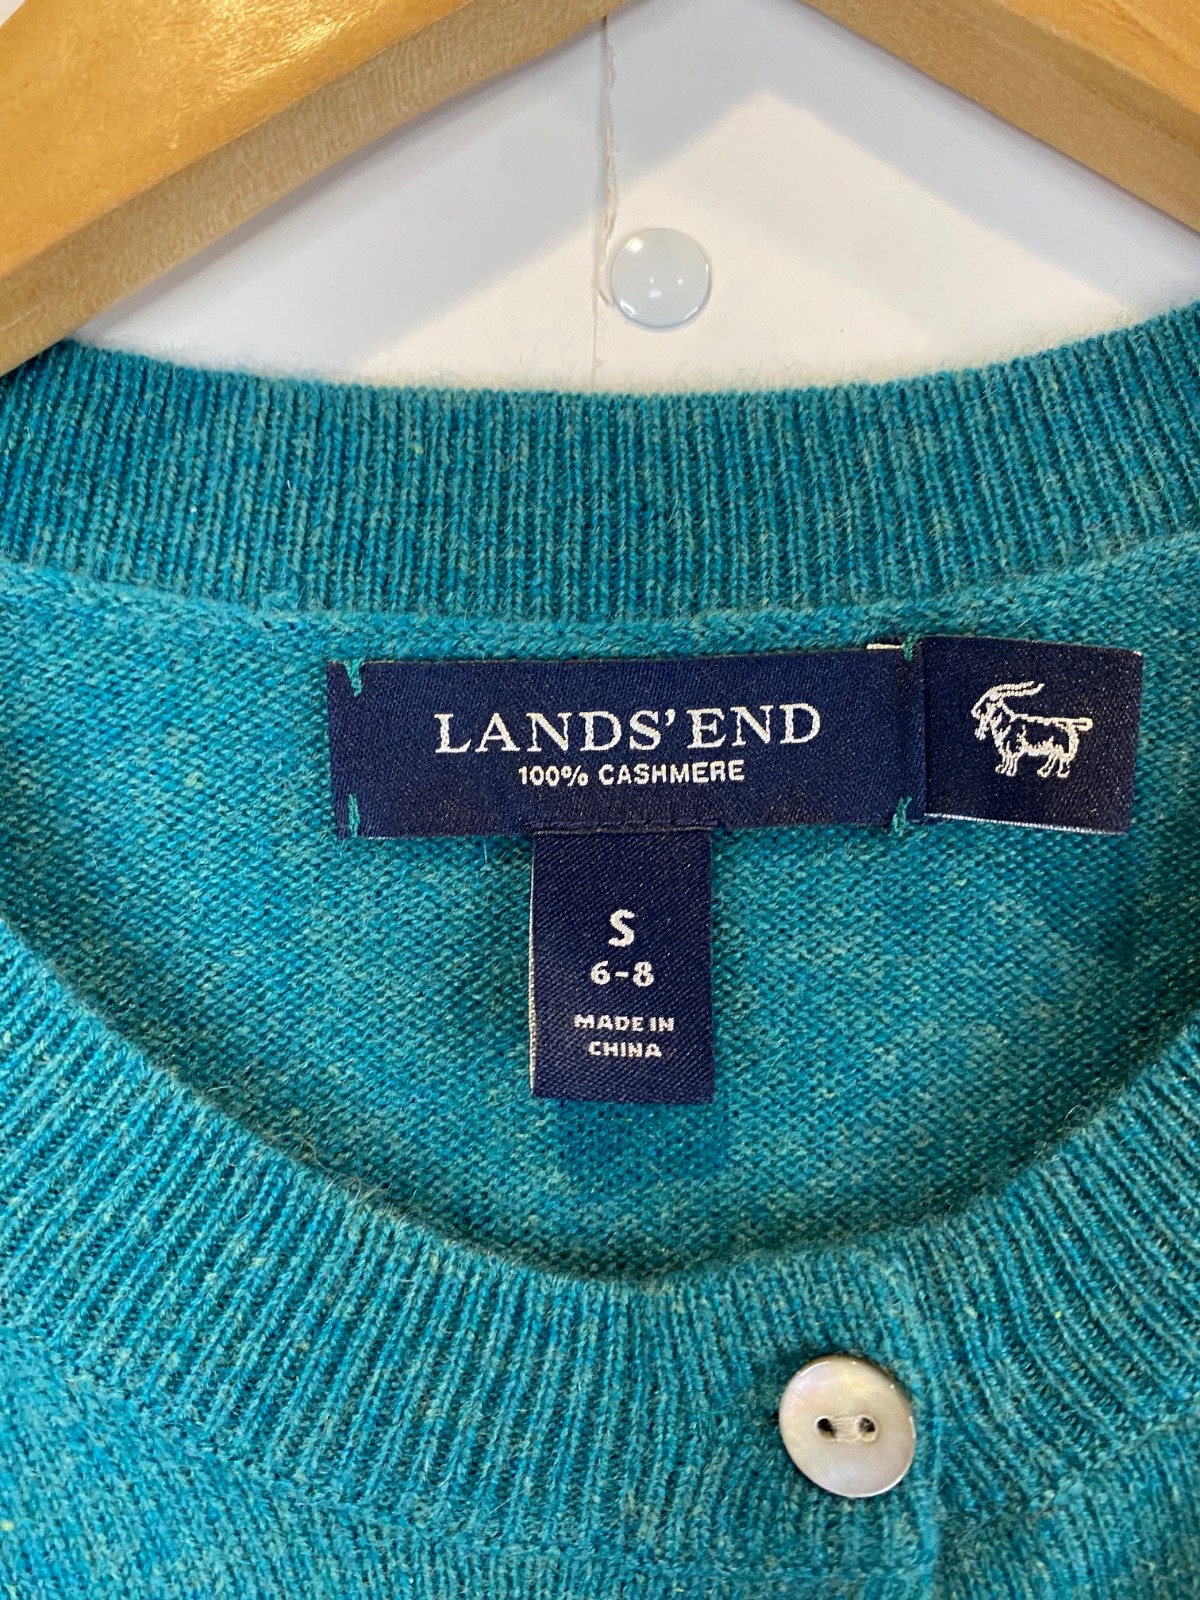 LANDS' END
100% CASHMERE
S
6-8
MADE IN
CHINA